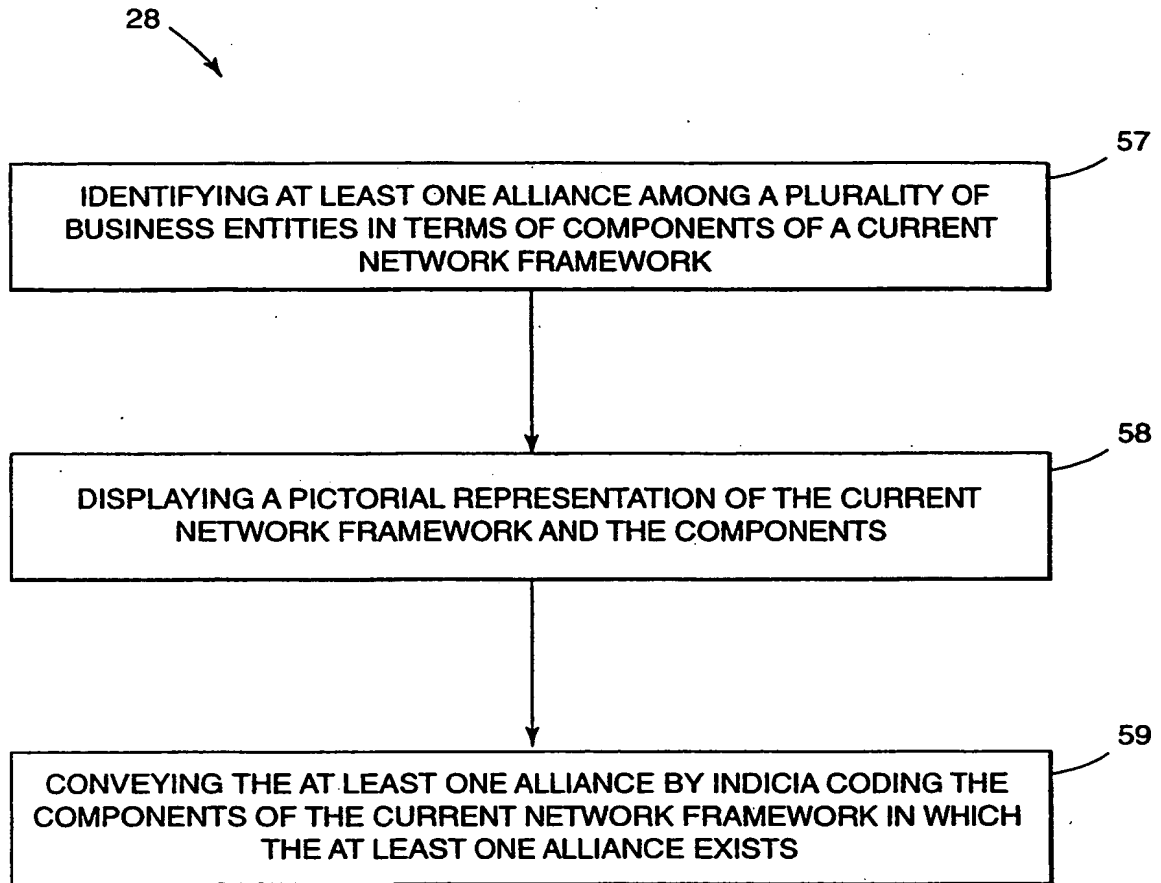 28
57
IDENTIFYING AT LEAST ONE ALLIANCE AMONG A PLURALITY OF
BUSINESS ENTITIES IN TERMS OF COMPONENTS OF A CURRENT
NETWORK FRAMEWORK
58
DISPLAYING A PICTORIAL REPRESENTATION OF THE CURRENT
NETWORK FRAMEWORK AND THE COMPONENTS
59
CONVEYING THE AT LEAST ONE ALLIANCE BY INDICIA CODING THE
COMPONENTS OF THE CURRENT NETWORK FRAMEWORK IN WHICH
THE AT LEAST ONE ALLIANCE EXISTS